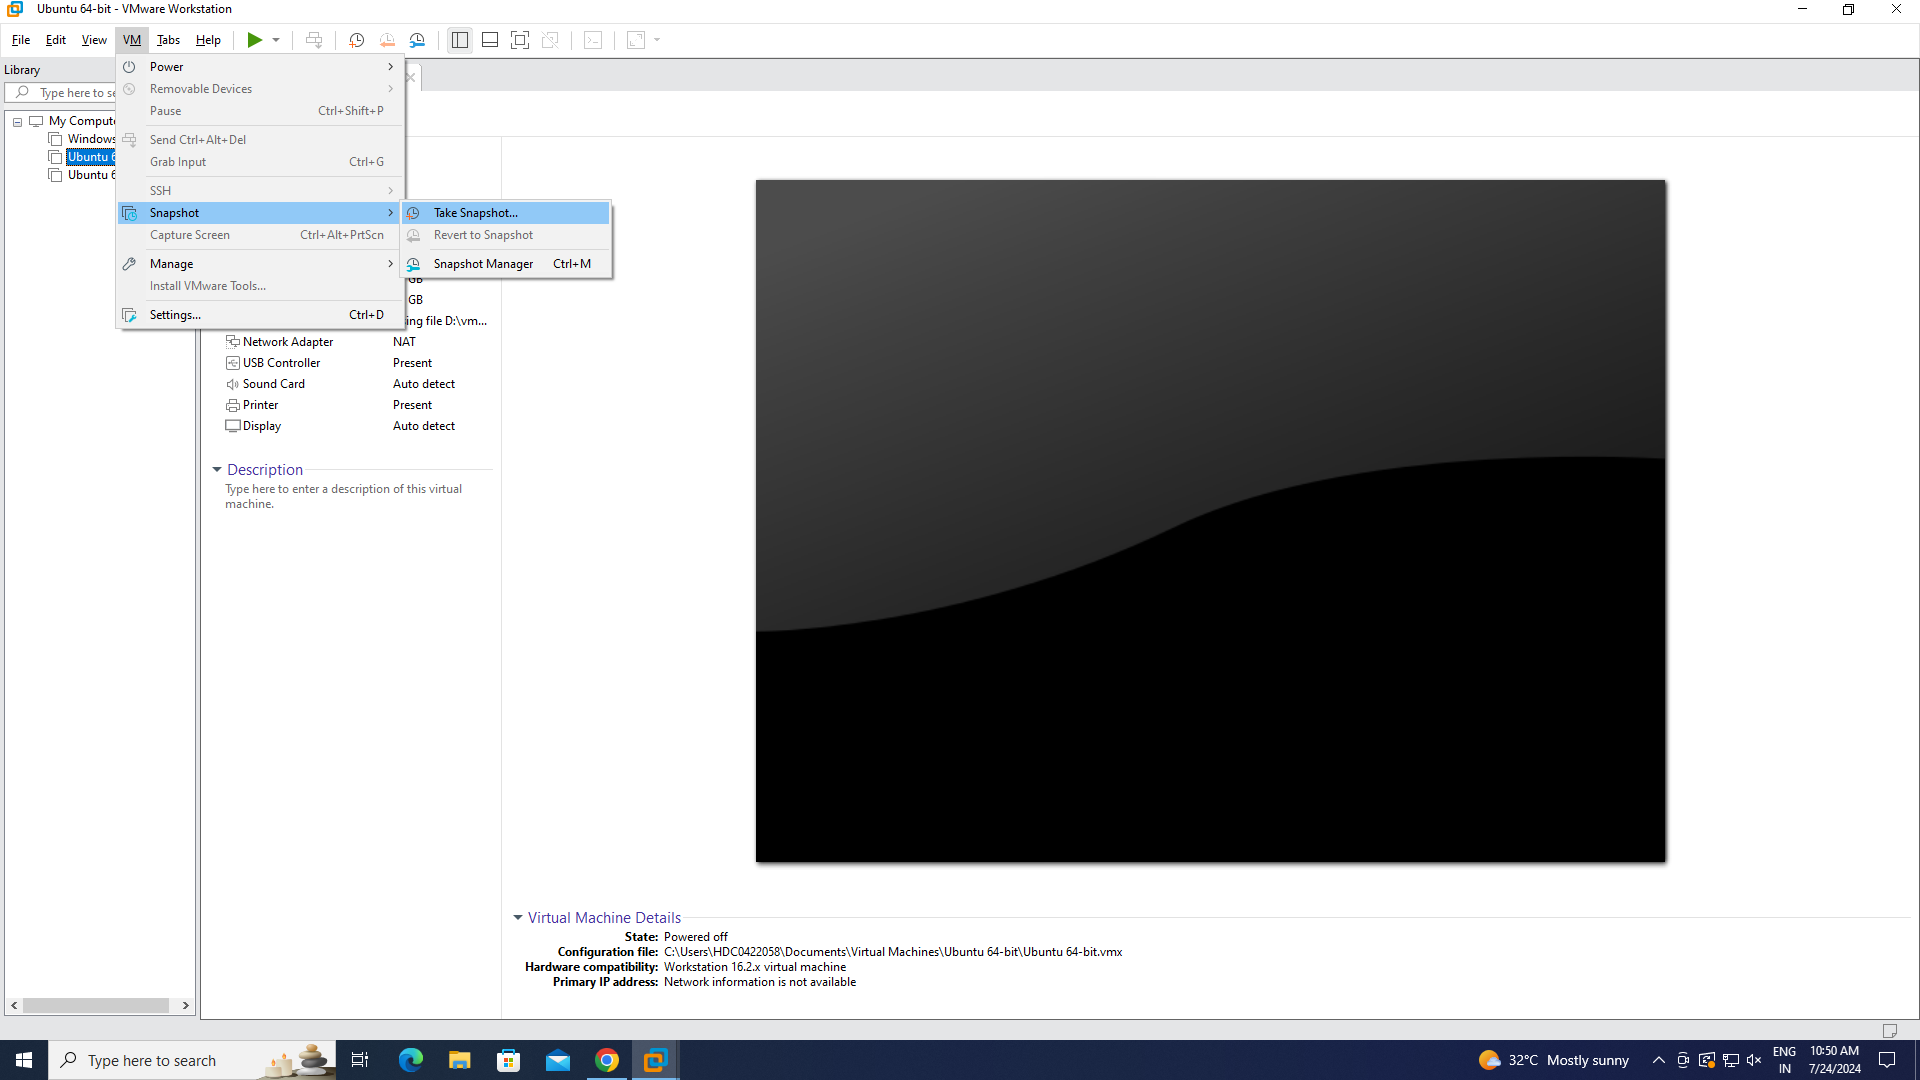 Ubuntu 64-bit - VMware Workstation
File Edit View VM Tabs Help
Library
Type here to se
My Compute
Windows
Ubuntu 6
Ubuntu 6
Power
Removable Devices
Pause Ctrl+Shift+P
Send Ctrl+Alt+Del
Grab Input Ctrl+G
SSH
Snapshot
Capture Screen Ctrl+Alt+PrtScn
Manage
Install VMware Tools...
Settings... Ctrl+D
Take Snapshot...
Revert to Snapshot
Snapshot Manager Ctrl+M
GB
GB
ing file D:\vm...
Network Adapter NAT
USB Controller Present
Sound Card Auto detect
Printer Present
Display Auto detect
Description
Type here to enter a description of this virtual
machine.
Virtual Machine Details
State: Powered off
Configuration file: C:\Users\HDC0422058\Documents\Virtual Machines\Ubuntu 64-bit\Ubuntu 64-bit.vmx
Hardware compatibility: Workstation 16.2.x virtual machine
Primary IP address: Network information is not available
Type here to search
32°C Mostly sunny
ENG
IN
10:50 AM
7/24/2024